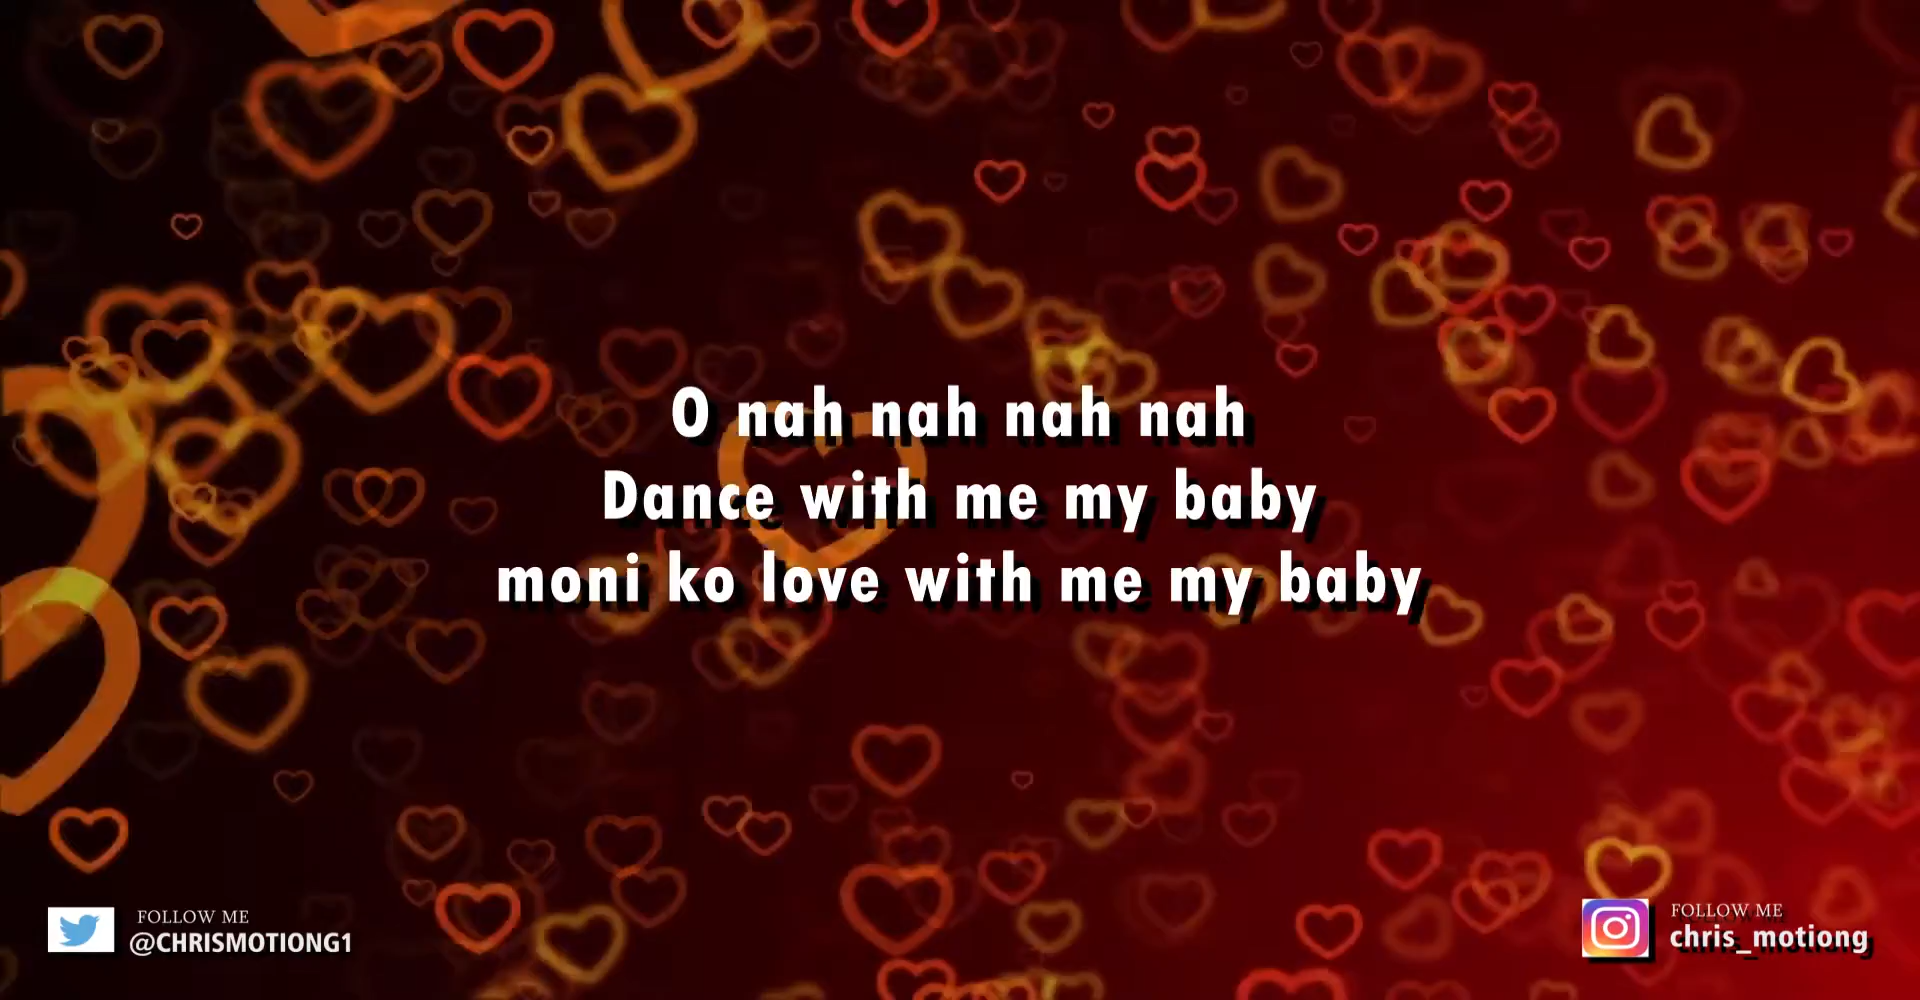 O nah nah nah nah
Dance with me my baby
moni ko love with me my baby
FOLLOW ME
@CHRISMOTIONG1
FOLLOW ME
chris_motiong